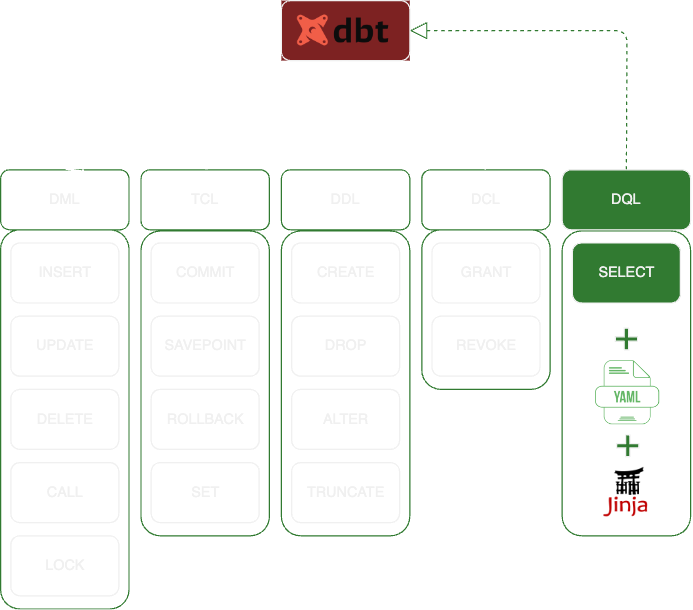 dbt
DML
TCL
DDL
DCL
DQL
INSERT
UPDATE
DELETE
CALL
LOCK
COMMIT
SAVEPOINT
ROLLBACK
SET
CREATE
DROP
ALTER
TRUNCATE
GRANT
REVOKE
SELECT
+
YAML
+
Jinja